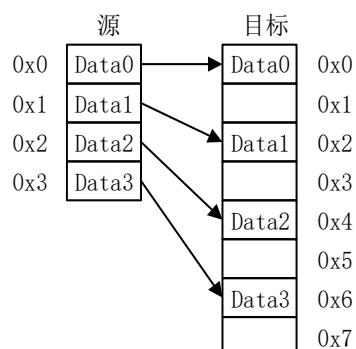 源 目标
0x0 Data0 Data0 0x0
0x1 Data1 0x1
0x2 Data2 Data1 0x2
0x3 Data3 0x3
Data2 0x4
0x5
Data3 0x6
0x7